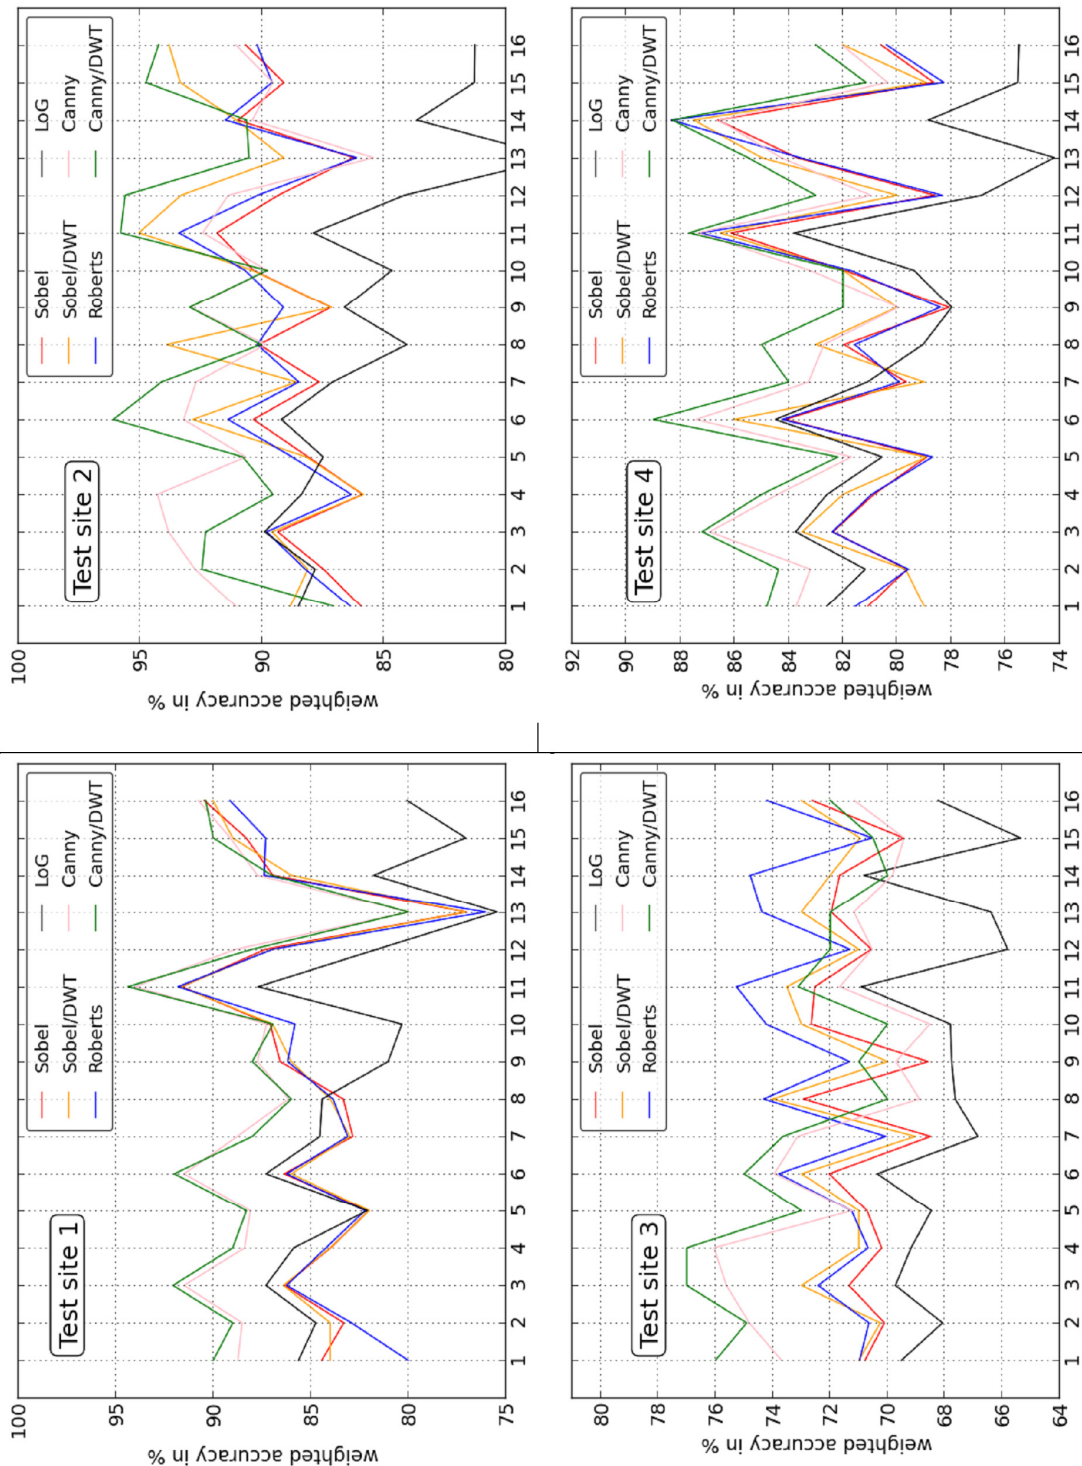 Test site 1
Sobel
Sobel/DWT
Roberts
LoG
Canny
Canny/DWT
weighted accuracy in %
100
95
90
85
80
75
1 2 3 4 5 6 7 8 9 10 11 12 13 14 15 16
Test site 2
Sobel
Sobel/DWT
Roberts
LoG
Canny
Canny/DWT
weighted accuracy in %
100
95
90
85
80
1 2 3 4 5 6 7 8 9 10 11 12 13 14 15 16
Test site 3
Sobel
Sobel/DWT
Roberts
LoG
Canny
Canny/DWT
weighted accuracy in %
80
78
76
74
72
70
68
66
64
1 2 3 4 5 6 7 8 9 10 11 12 13 14 15 16
Test site 4
Sobel
Sobel/DWT
Roberts
LoG
Canny
Canny/DWT
weighted accuracy in %
92
90
88
86
84
82
80
78
76
74
1 2 3 4 5 6 7 8 9 10 11 12 13 14 15 16